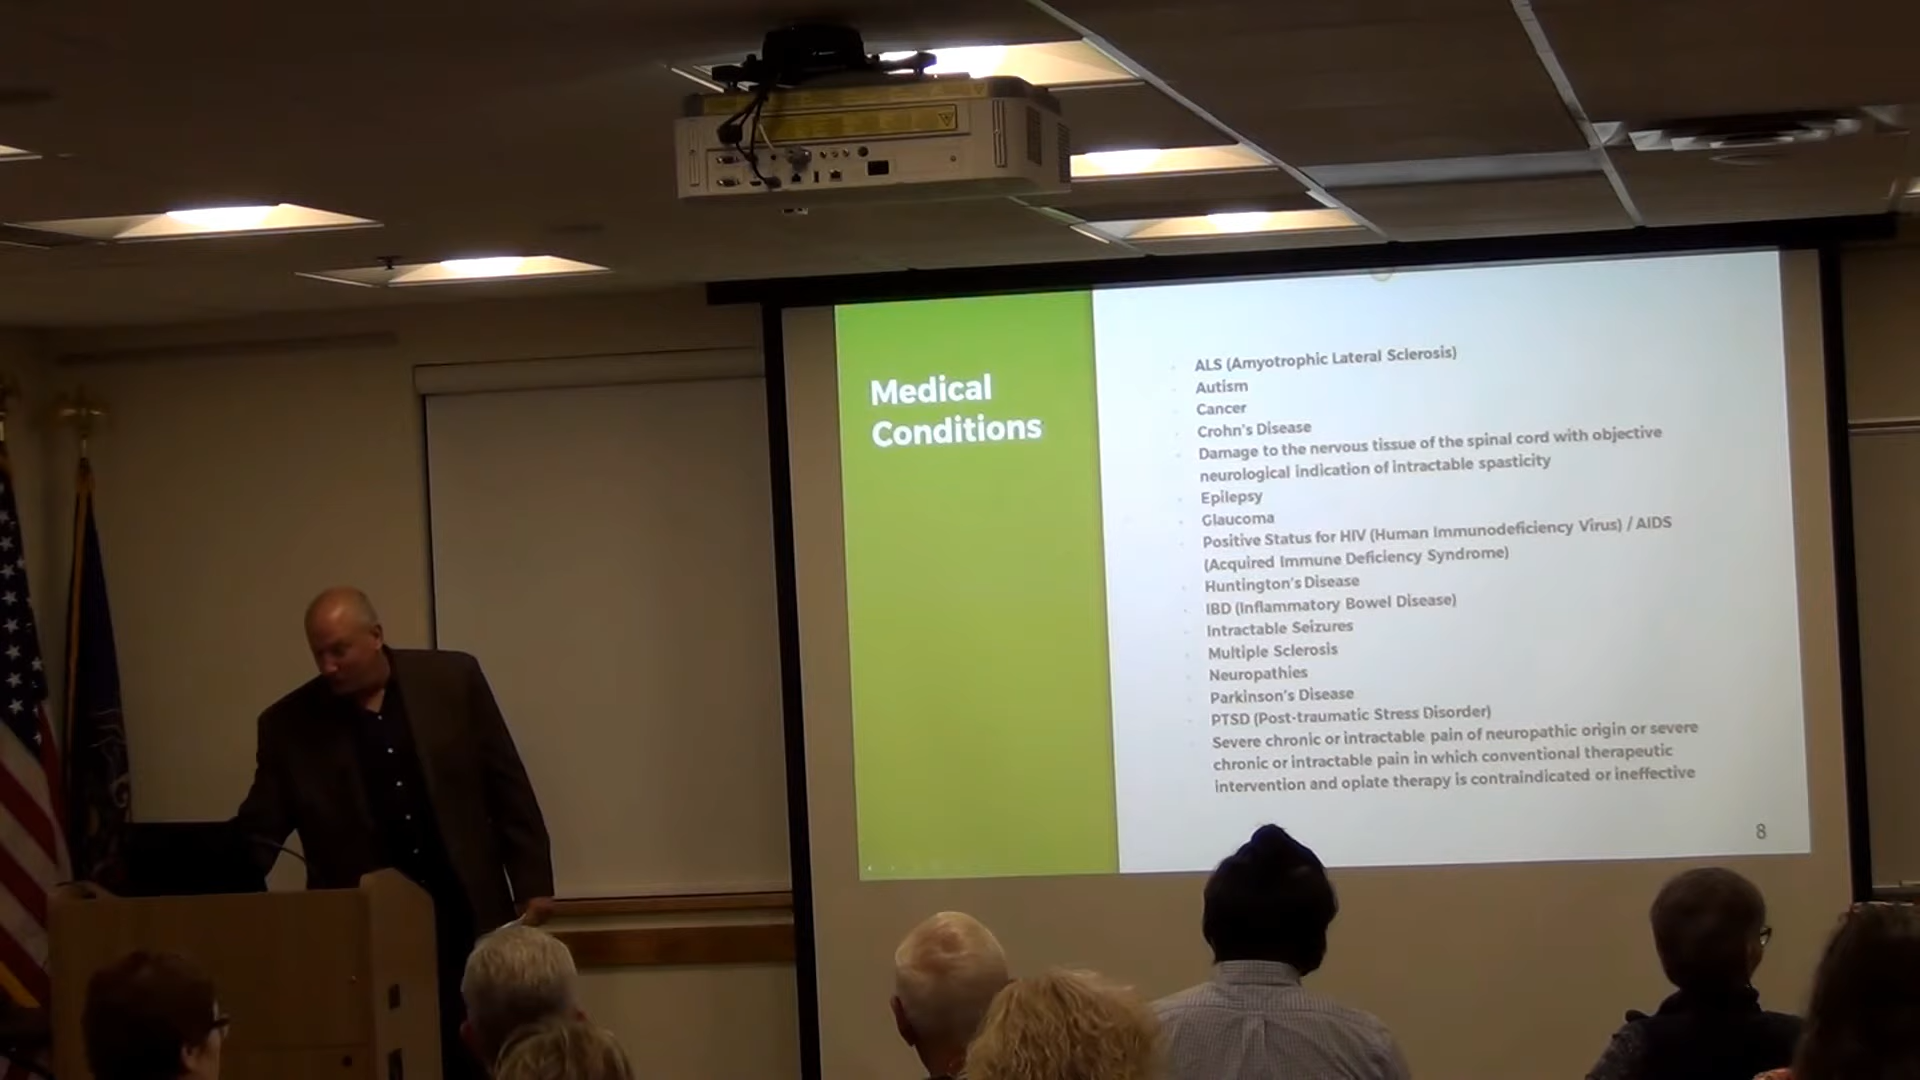 Medical
Conditions
ALS (Amyotrophic Lateral Sclerosis)
Autism
Cancer
Crohn's Disease
Damage to the nervous tissue of the spinal cord with objective
neurological indication of intractable spasticity
Epilepsy
Glaucoma
Positive Status for HIV (Human Immunodeficiency Virus) / AIDS
(Acquired Immune Deficiency Syndrome)
Huntington's Disease
IBD (Inflammatory Bowel Disease)
Intractable Seizures
Multiple Sclerosis
Neuropathies
Parkinson's Disease
PTSD (Post-traumatic Stress Disorder)
Severe chronic or intractable pain of neuropathic origin or severe
chronic or intractable pain in which conventional therapeutic
intervention and opiate therapy is contraindicated or ineffective
8